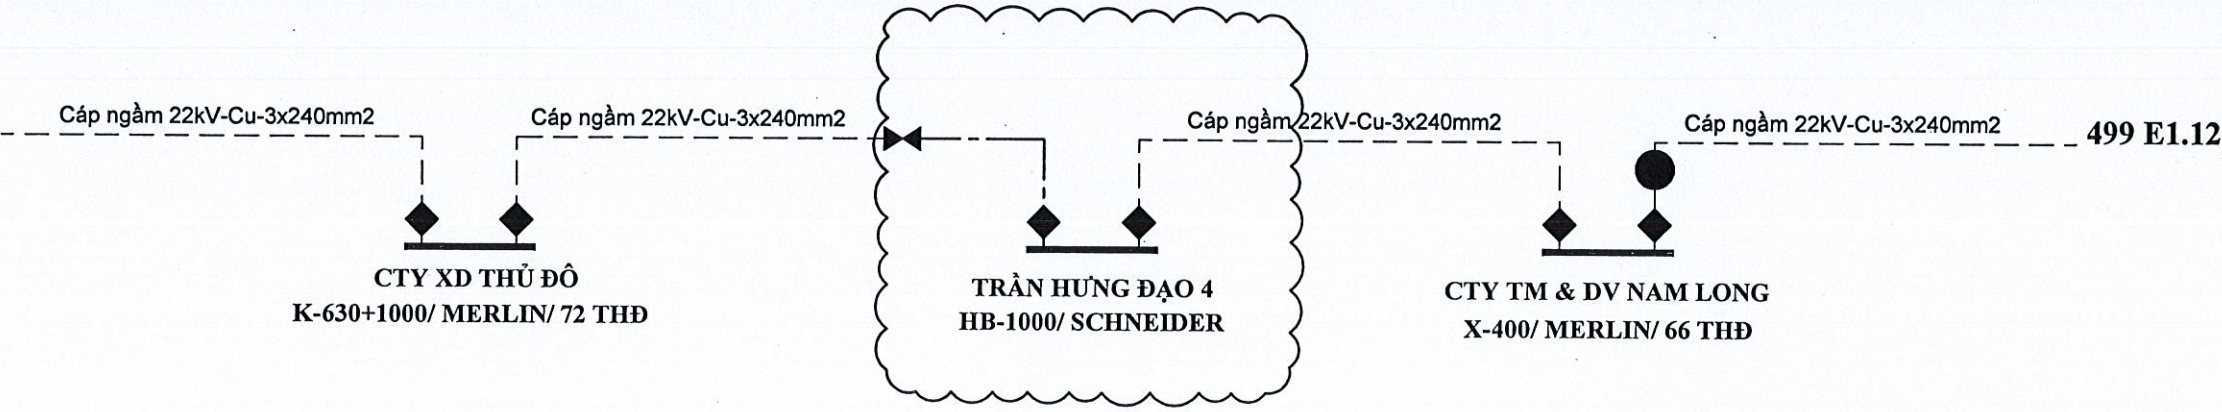 Cáp ngầm 22kV-Cu-3x240mm2
Cáp ngầm 22kV-Cu-3x240mm2
Cáp ngầm 22kV-Cu-3x240mm2
Cáp ngầm 22kV-Cu-3x240mm2
499 E1.12
CTY XD THỦ ĐÔ
K-630+1000/ MERLIN/ 72 THĐ
TRẦN HƯNG ĐẠO 4
HB-1000/ SCHNEIDER
CTY TM & DV NAM LONG
X-400/ MERLIN/ 66 THĐ